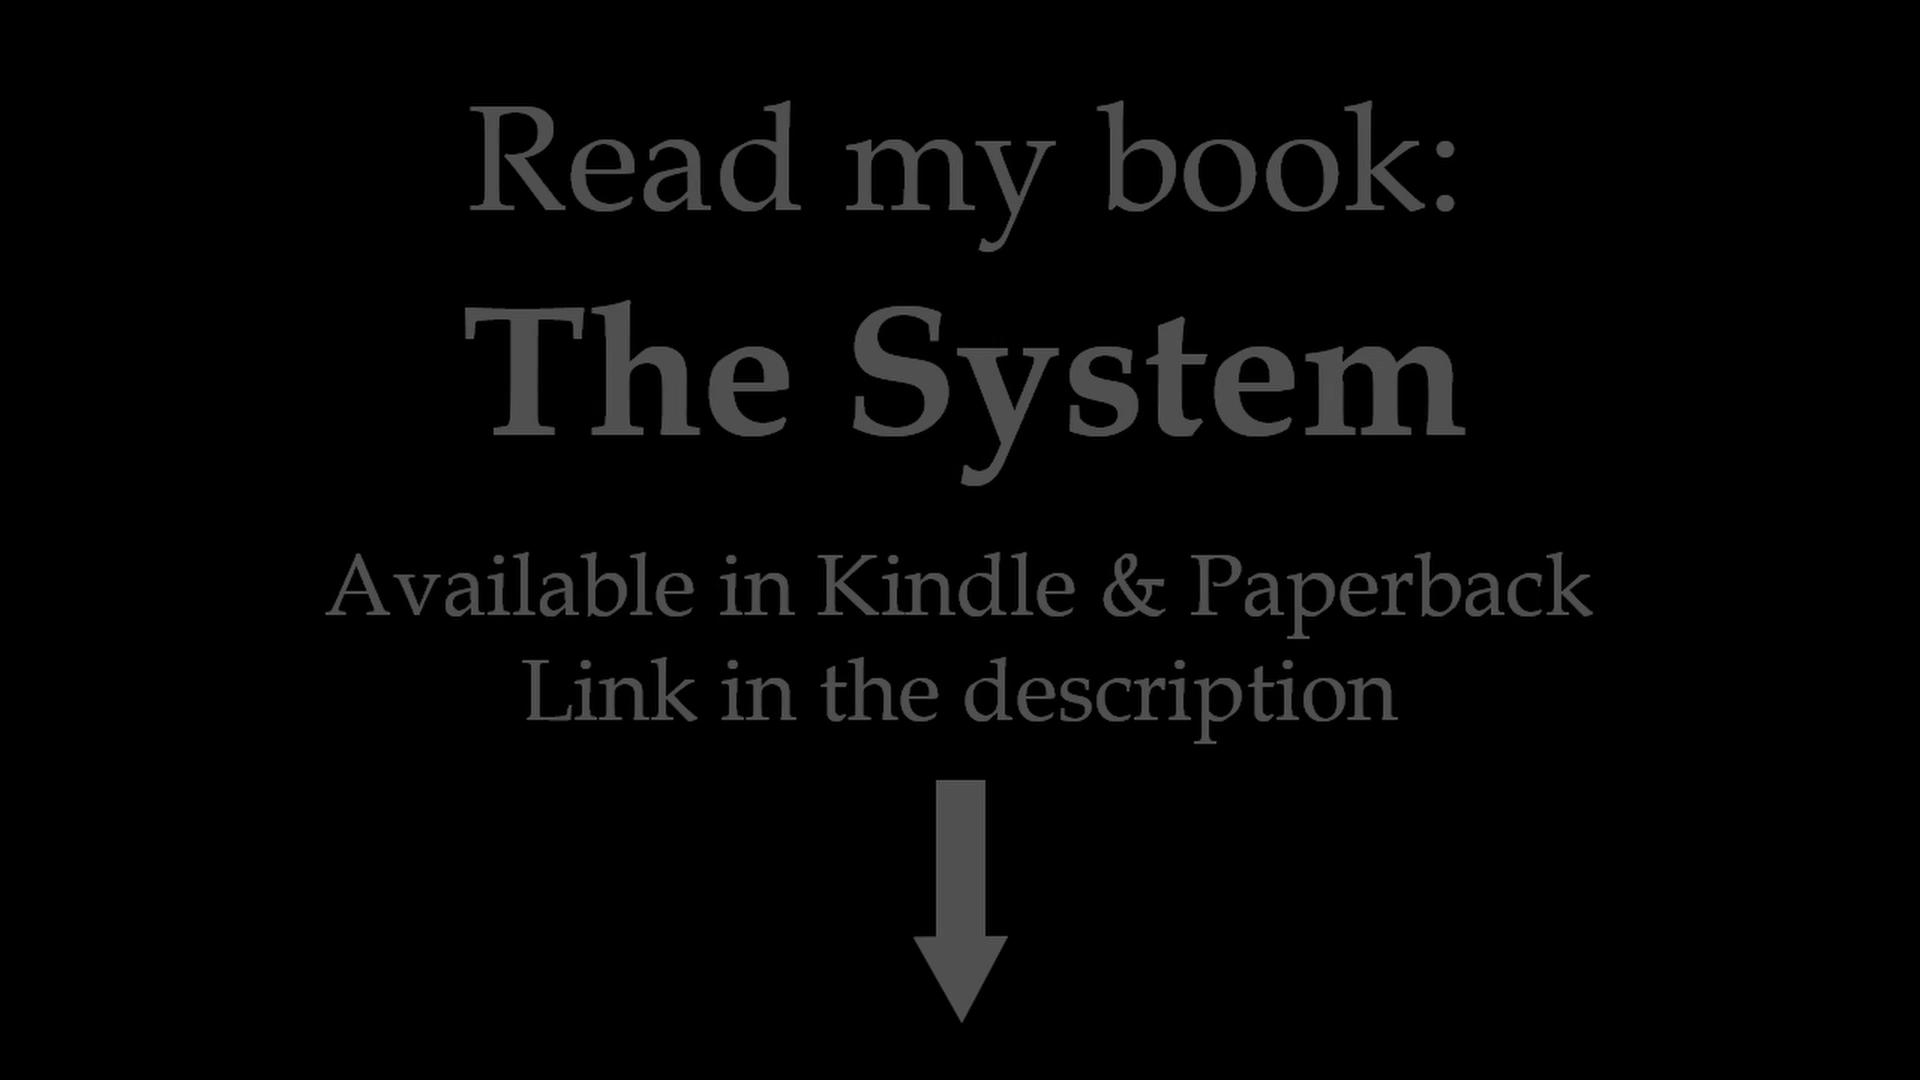 Read my book:
The System
Available in Kindle & Paperback
Link in the description